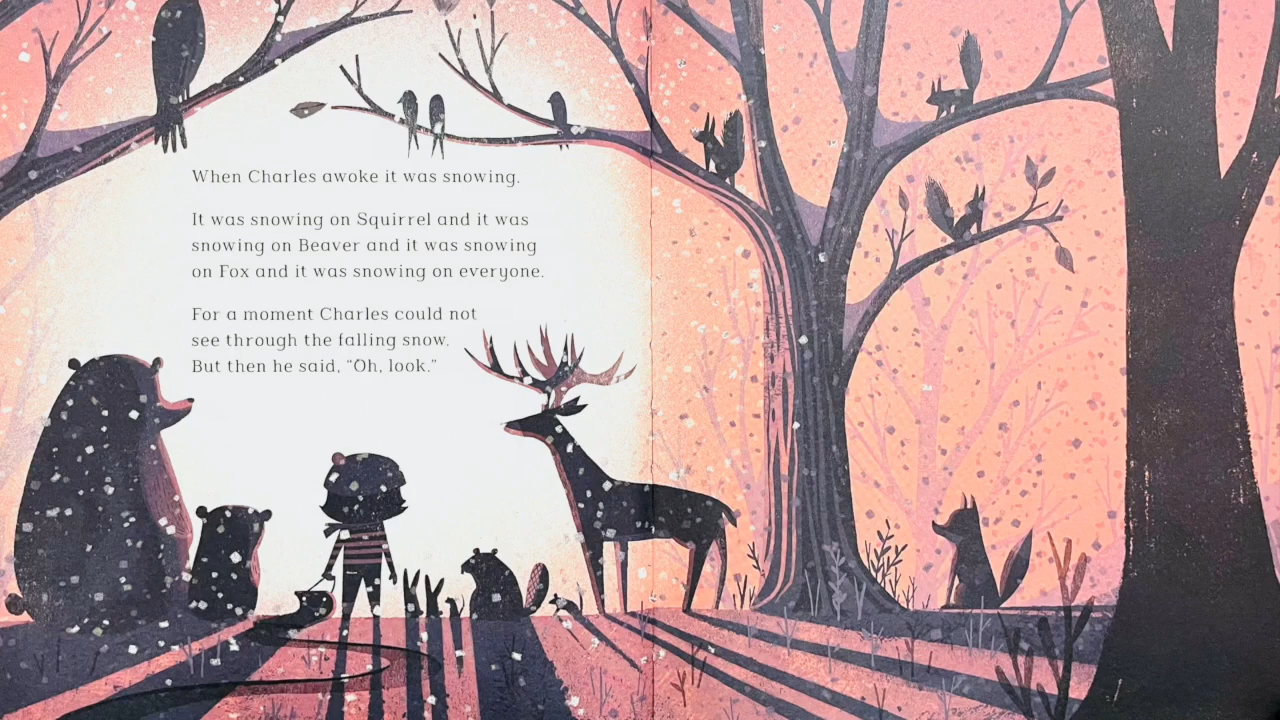 When Charles awoke it was snowing.
It was snowing on Squirrel and it was
snowing on Beaver and it was snowing
on Fox and it was snowing on everyone.
For a moment Charles could not
see through the falling snow.
But then he said, “Oh, look.”